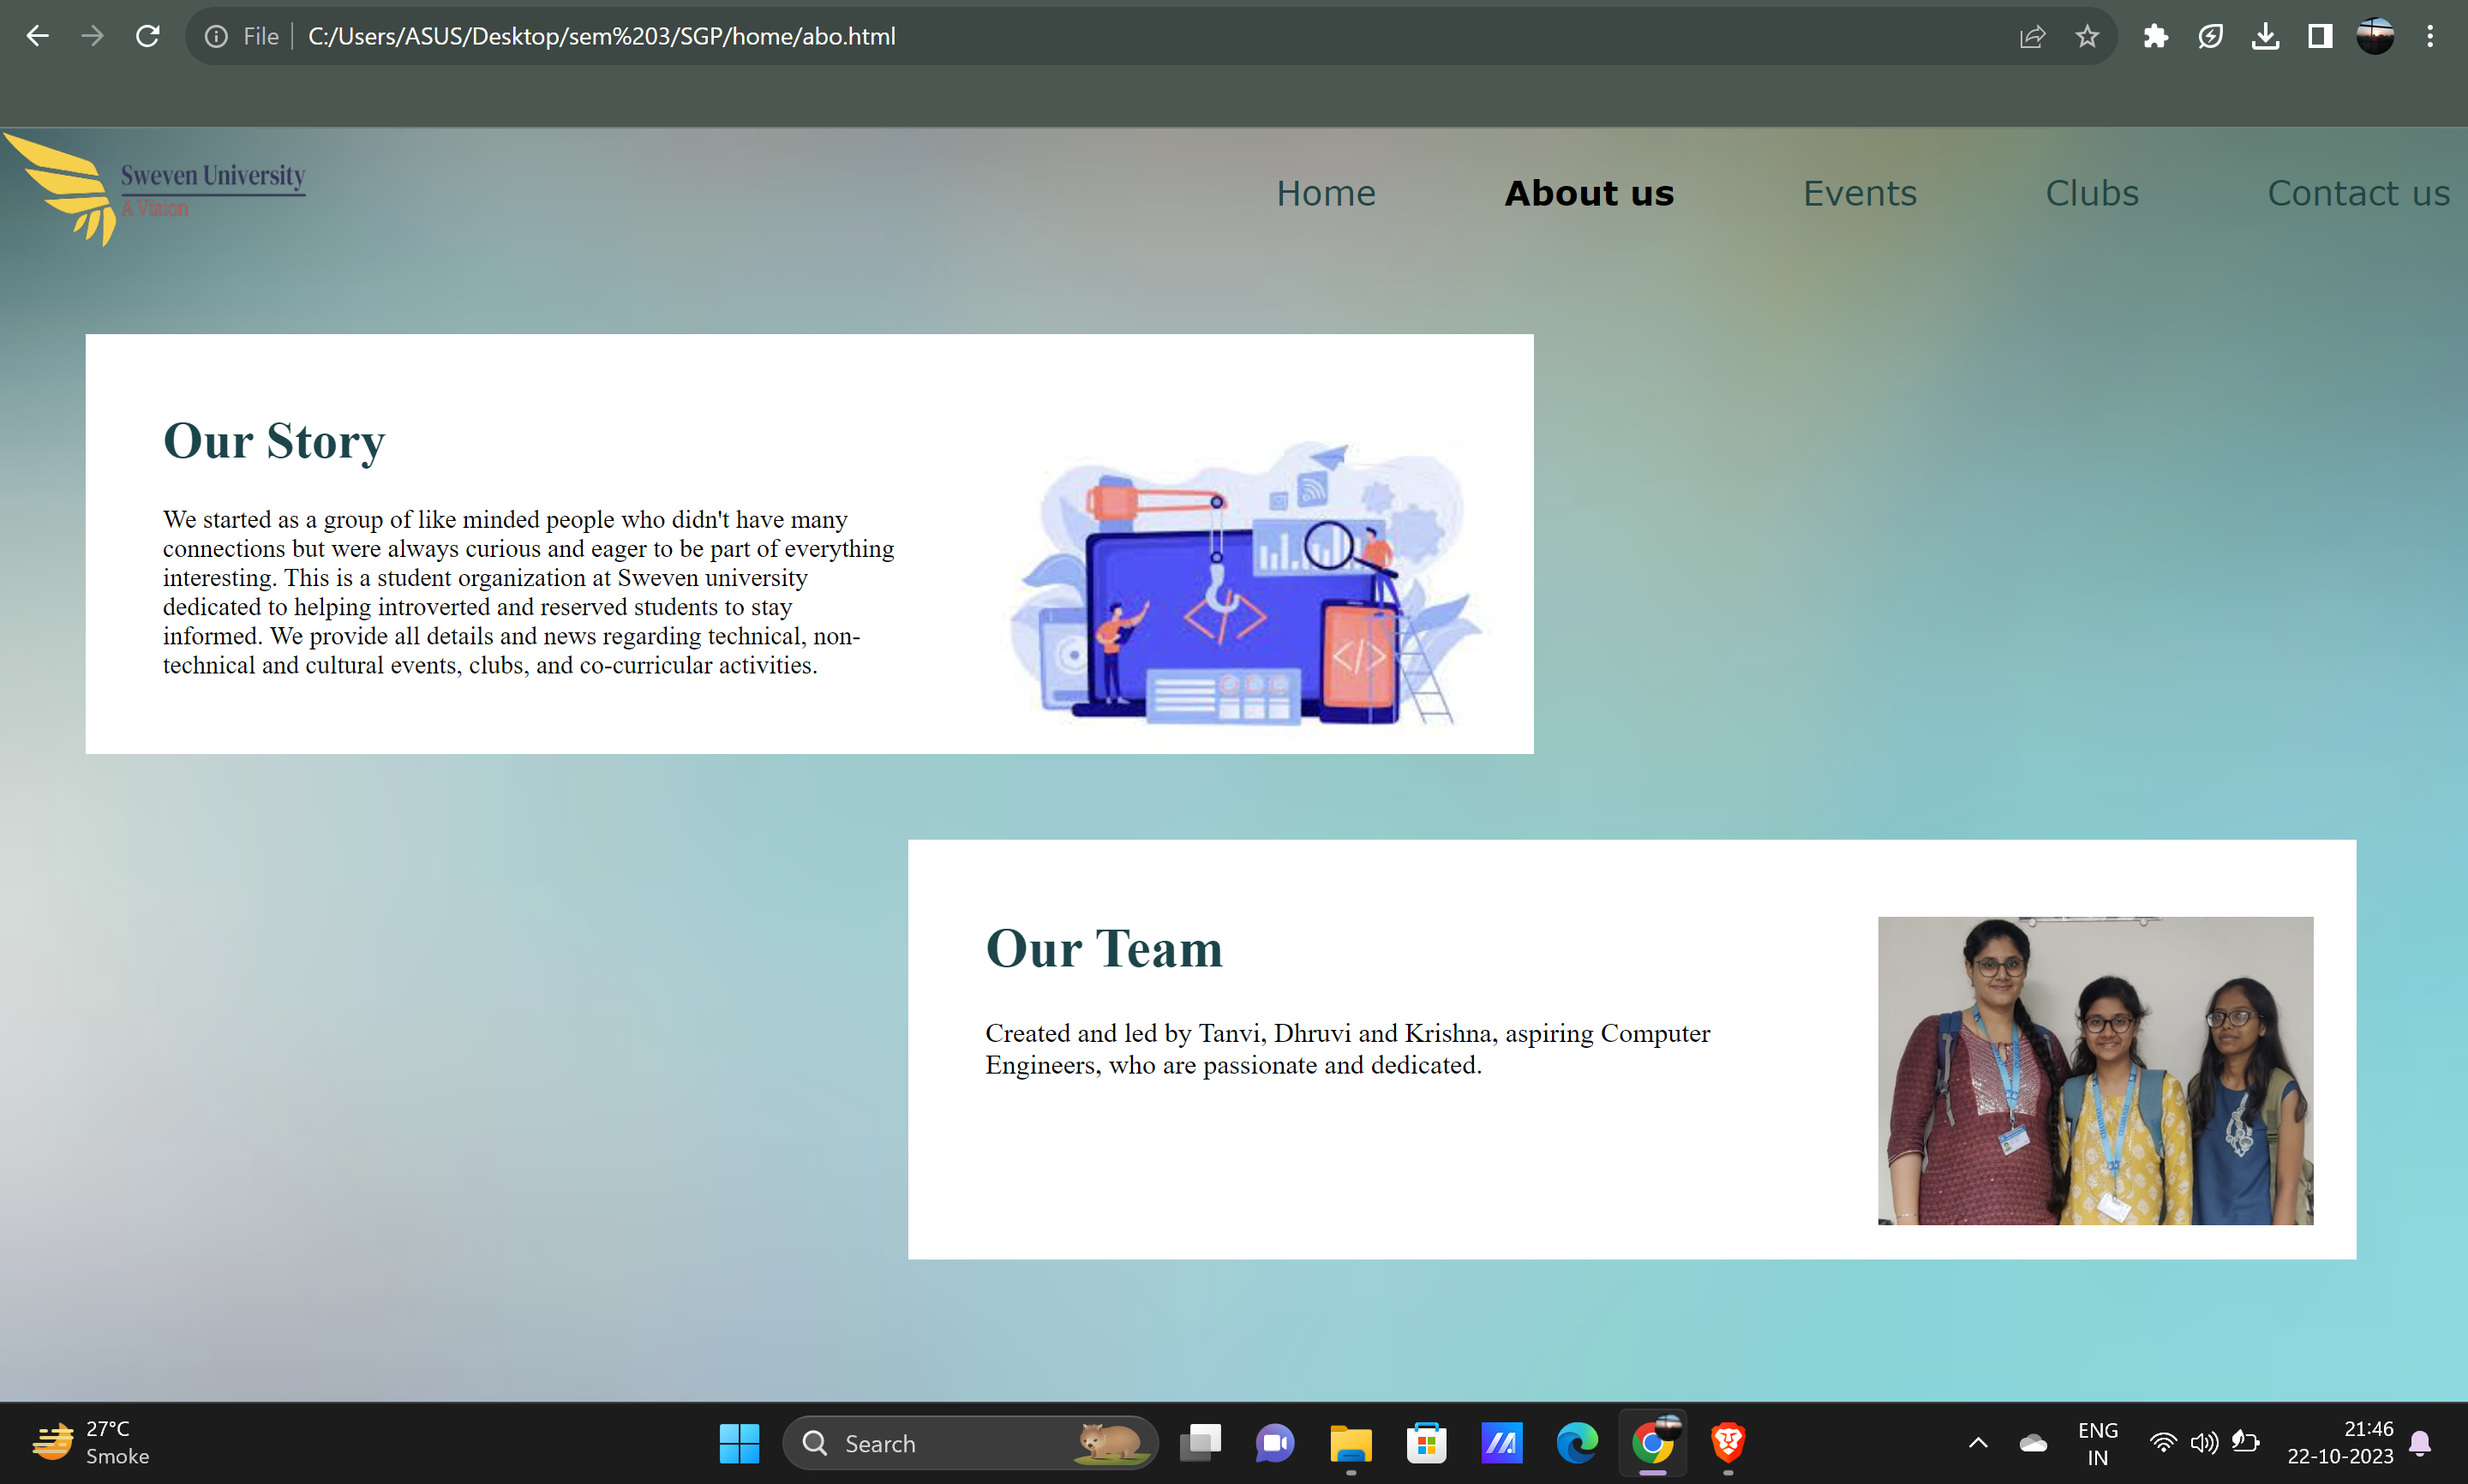 File
C:/Users/ASUS/Desktop/sem%203/SGP/home/abo.html
Sweven University
A Vision
Home
About us
Events
Clubs
Contact us
Our Story
We started as a group of like minded people who didn't have many
connections but were always curious and eager to be part of everything
interesting. This is a student organization at Sweven university
dedicated to helping introverted and reserved students to stay
informed. We provide all details and news regarding technical, non-
technical and cultural events, clubs, and co-curricular activities.
Our Team
Created and led by Tanvi, Dhruvi and Krishna, aspiring Computer
Engineers, who are passionate and dedicated.
27°C
Smoke
Search
ENG
IN
21:46
22-10-2023